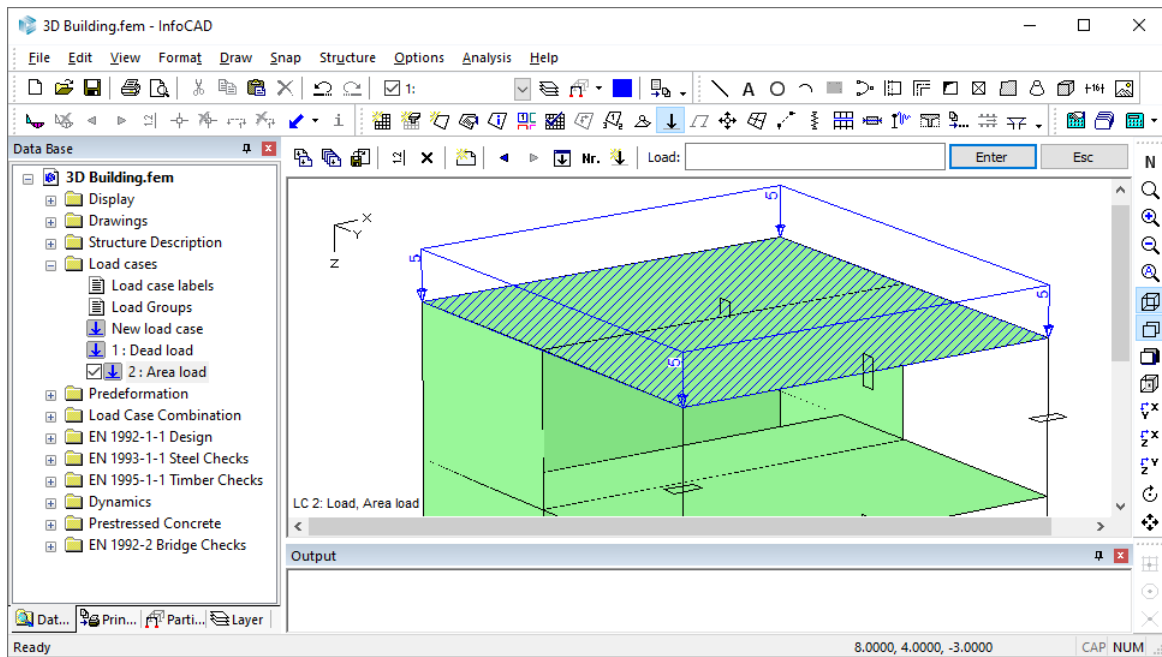 3D Building.fem - InfoCAD
File Edit View Format Draw Snap Structure Options Analysis Help
1:
A
Data Base
Nr. Load: Enter Esc
3D Building.fem
Display
Drawings
Structure Description
Load cases
Load case labels
Load Groups
New load case
1 : Dead load
2 : Area load
Predeformation
Load Case Combination
EN 1992-1-1 Design
EN 1993-1-1 Steel Checks
EN 1995-1-1 Timber Checks
Dynamics
Prestressed Concrete
EN 1992-2 Bridge Checks
Dat... Prin... Parti... Layer
X
Y
Z
5
5
5
5
LC 2: Load, Area load
N
Y X
Z X
Z Y
Output
Ready 8.0000, 4.0000, -3.0000 CAP NUM